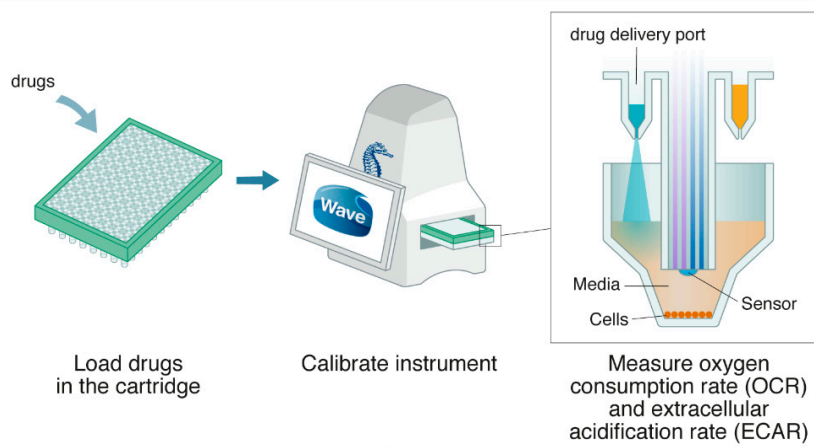 drugs
Load drugs
in the cartridge
Wave
Calibrate instrument
drug delivery port
Media
Sensor
Cells
Measure oxygen
consumption rate (OCR)
and extracellular
acidification rate (ECAR)